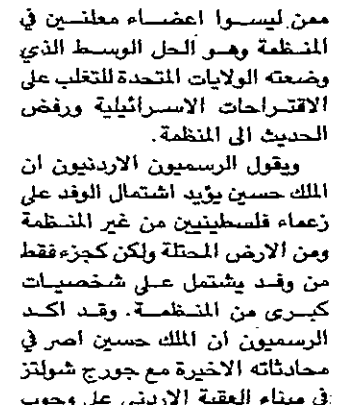 ممن ليسوا اعضاء معلنين في
المنظمة وهو الحل الوسط الذي
وضعته الولايات المتحدة للتغلب على
الاقتراحات الاسرائيلية ورفض
الحديث الى المنظمة.
ويقول الرسميون الاردنيون ان
الملك حسين يؤيد اشتمال الوفد على
زعماء فلسطينيين من غير المنظمة
ومن الارض المحتلة ولكن كجزء فقط
من وفد يشتمل على شخصيات
كبرى من المنظمة. وقد اكد
الرسميون ان الملك حسين اصر في
محادثاته الاخيرة مع جورج شولتز
في ميناء العقبة الاردني على وجوب